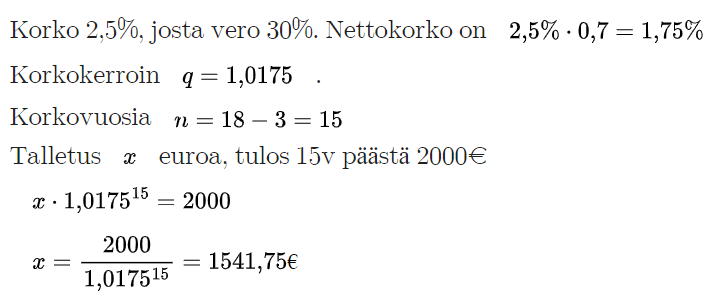 Korko 2,5%, josta vero 30%. Nettokorko on 2,5% · 0,7 = 1,75%
Korkokerroin q = 1,0175 .
Korkovuosia n = 18 − 3 = 15
Talletus x euroa, tulos 15v päästä 2000€
x · 1,0175^15 = 2000
x = 2000 / 1,0175^15 = 1541,75€